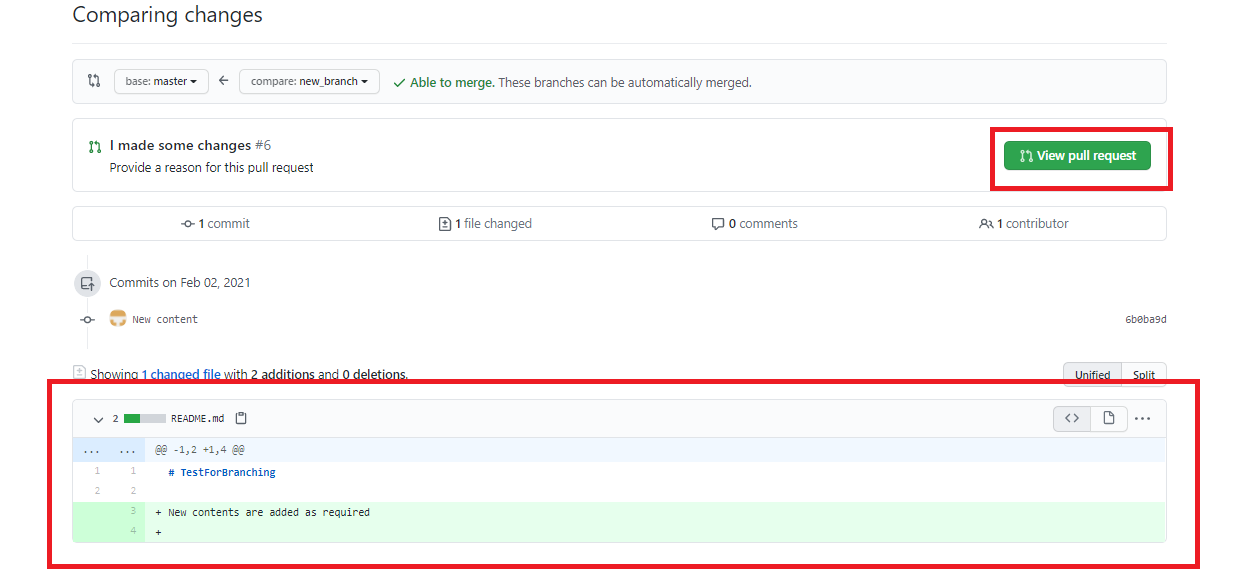 Comparing changes
base: master compare: new_branch Able to merge. These branches can be automatically merged.
I made some changes #6
Provide a reason for this pull request
View pull request
1 commit 1 file changed 0 comments 1 contributor
Commits on Feb 02, 2021
New content 6b0ba9d
Showing 1 changed file with 2 additions and 0 deletions.
Unified Split
2 README.md
... ... @@ -1,2 +1,4 @@
1 1 # TestForBranching
2 2
3 + New contents are added as required
4 +